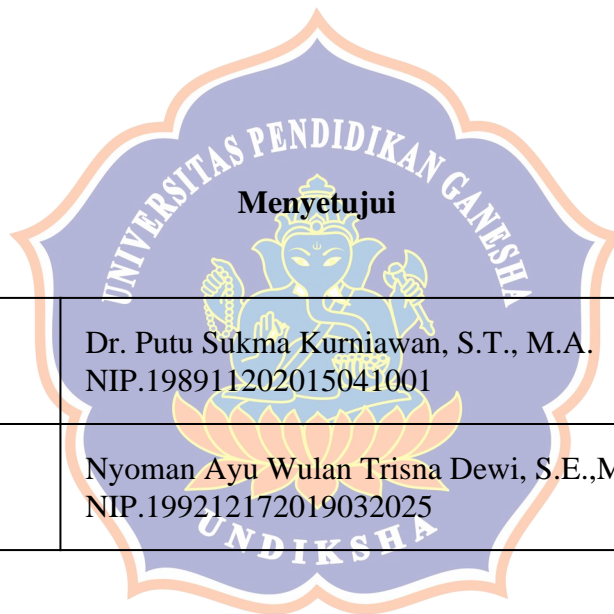 UNIVERSITAS PENDIDIKAN GANESHA
Menyetujui
Dr. Putu Sukma Kurniawan, S.T., M.A.
NIP.198911202015041001
Nyoman Ayu Wulan Trisna Dewi, S.E.,M
NIP.199212172019032025
UNDIKSHA